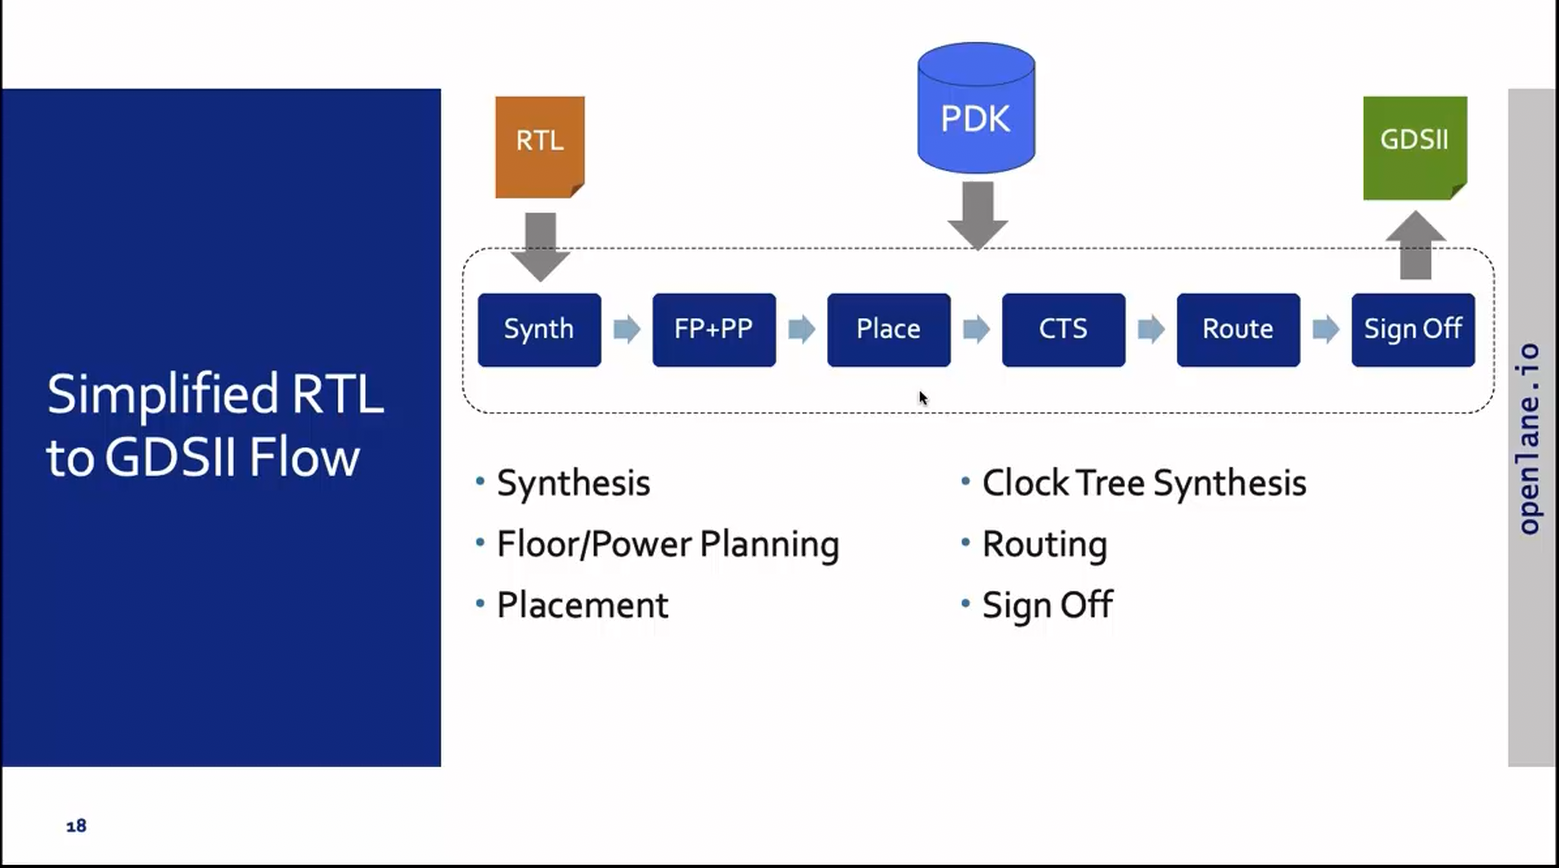 RTL
PDK
GDSII
Synth
FP+PP
Place
CTS
Route
Sign Off
Simplified RTL
to GDSII Flow
• Synthesis
• Floor/Power Planning
• Placement
• Clock Tree Synthesis
• Routing
• Sign Off
openlane.io
18